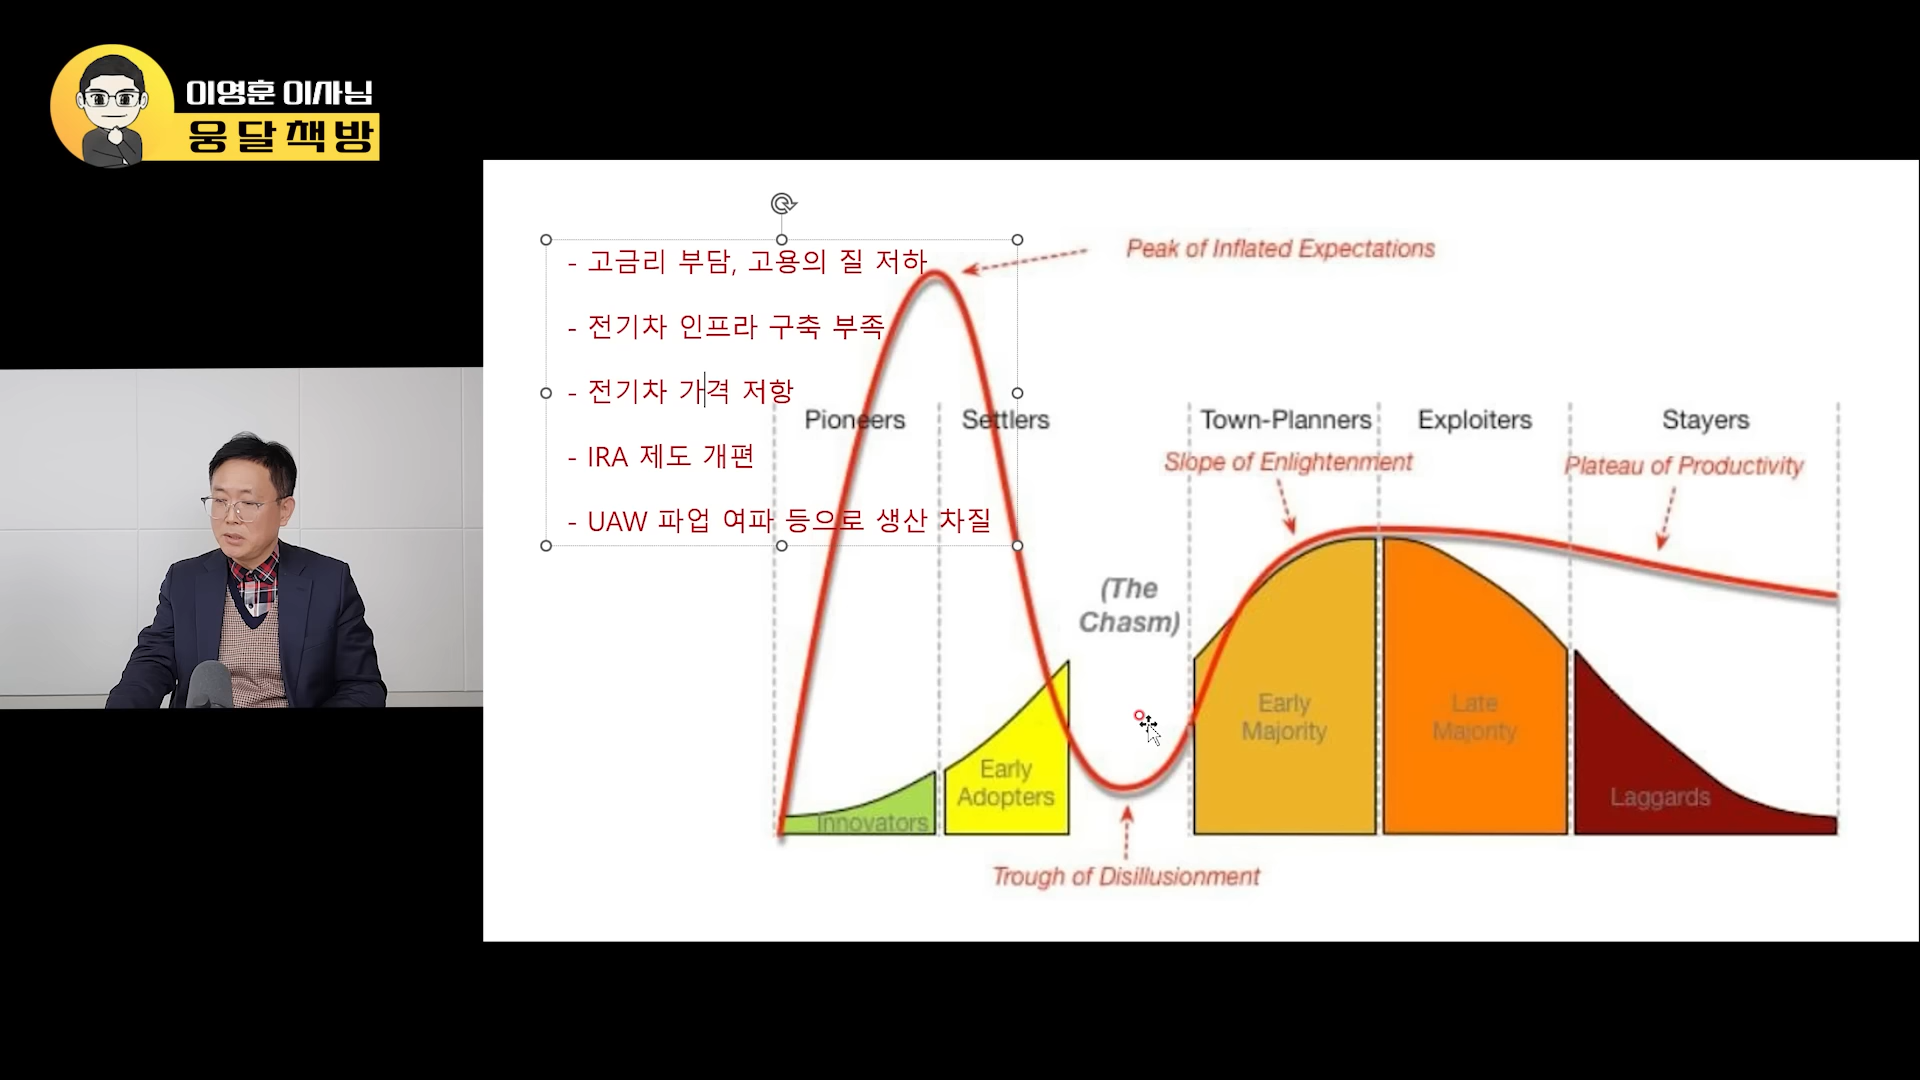 이영훈 이사님
웅달책방
- 고금리 부담, 고용의 질 저하
- 전기차 인프라 구축 부족
- 전기차 가격 저항
- IRA 제도 개편
- UAW 파업 여파 등으로 생산 차질
Peak of Inflated Expectations
Pioneers
Settlers
Town-Planners
Exploiters
Stayers
Slope of Enlightenment
Plateau of Productivity
(The
Chasm)
Innovators
Early
Adopters
Early
Majority
Late
Majority
Laggards
Trough of Disillusionment